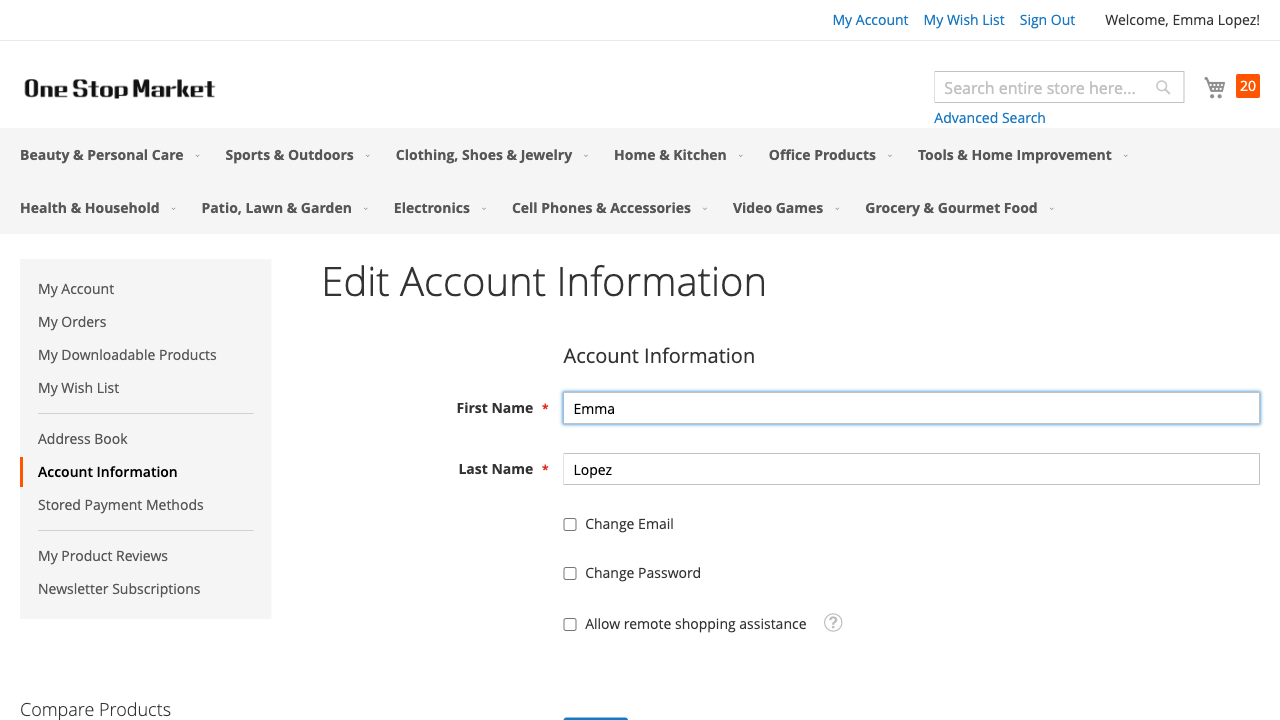 My Account My Wish List Sign Out Welcome, Emma Lopez!
One Stop Market
Search entire store here...
20
Advanced Search
Beauty & Personal Care Sports & Outdoors Clothing, Shoes & Jewelry Home & Kitchen Office Products Tools & Home Improvement
Health & Household Patio, Lawn & Garden Electronics Cell Phones & Accessories Video Games Grocery & Gourmet Food
My Account
My Orders
My Downloadable Products
My Wish List
Address Book
Account Information
Stored Payment Methods
My Product Reviews
Newsletter Subscriptions
Compare Products
Edit Account Information
Account Information
First Name * Emma
Last Name * Lopez
Change Email
Change Password
Allow remote shopping assistance ?